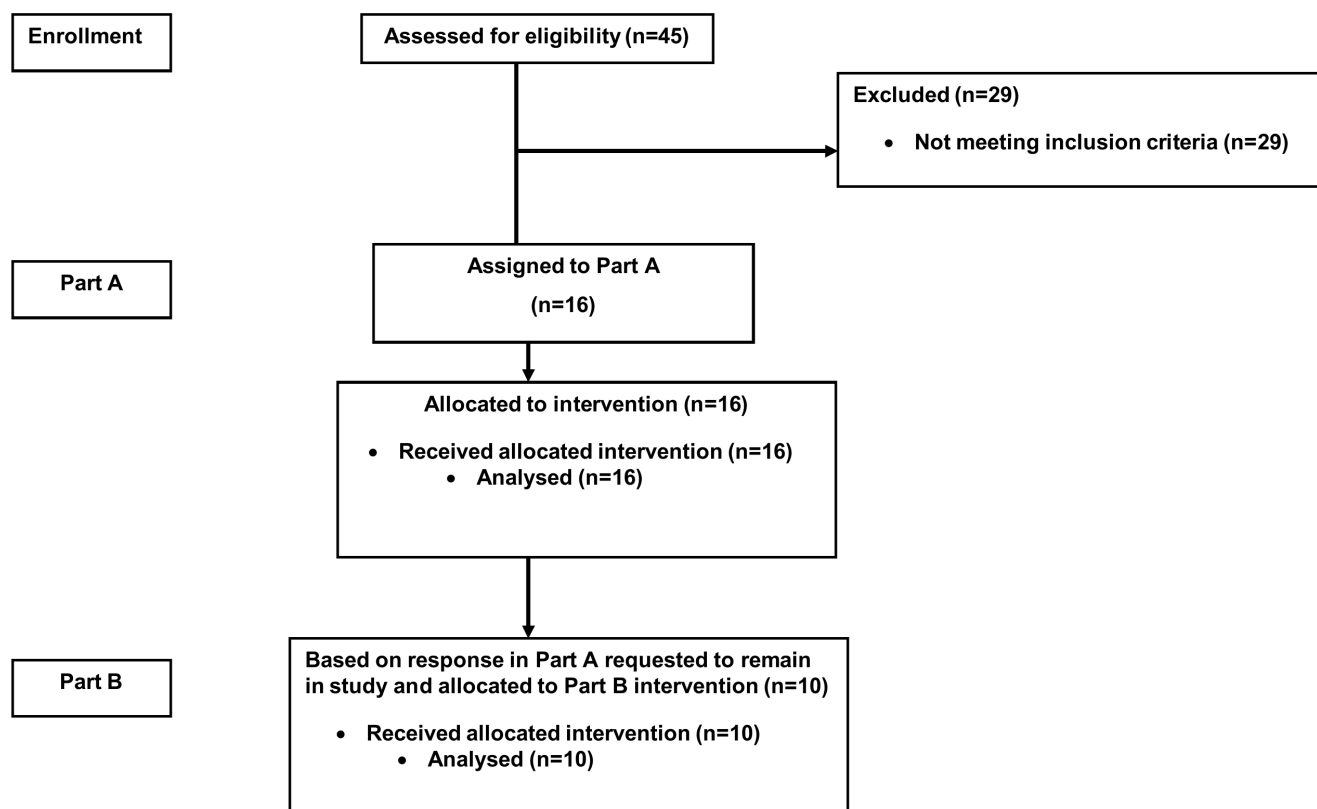 Enrollment
Assessed for eligibility (n=45)
Excluded (n=29)
• Not meeting inclusion criteria (n=29)
Part A
Assigned to Part A
(n=16)
Allocated to intervention (n=16)
• Received allocated intervention (n=16)
• Analysed (n=16)
Part B
Based on response in Part A requested to remain
in study and allocated to Part B intervention (n=10)
• Received allocated intervention (n=10)
• Analysed (n=10)